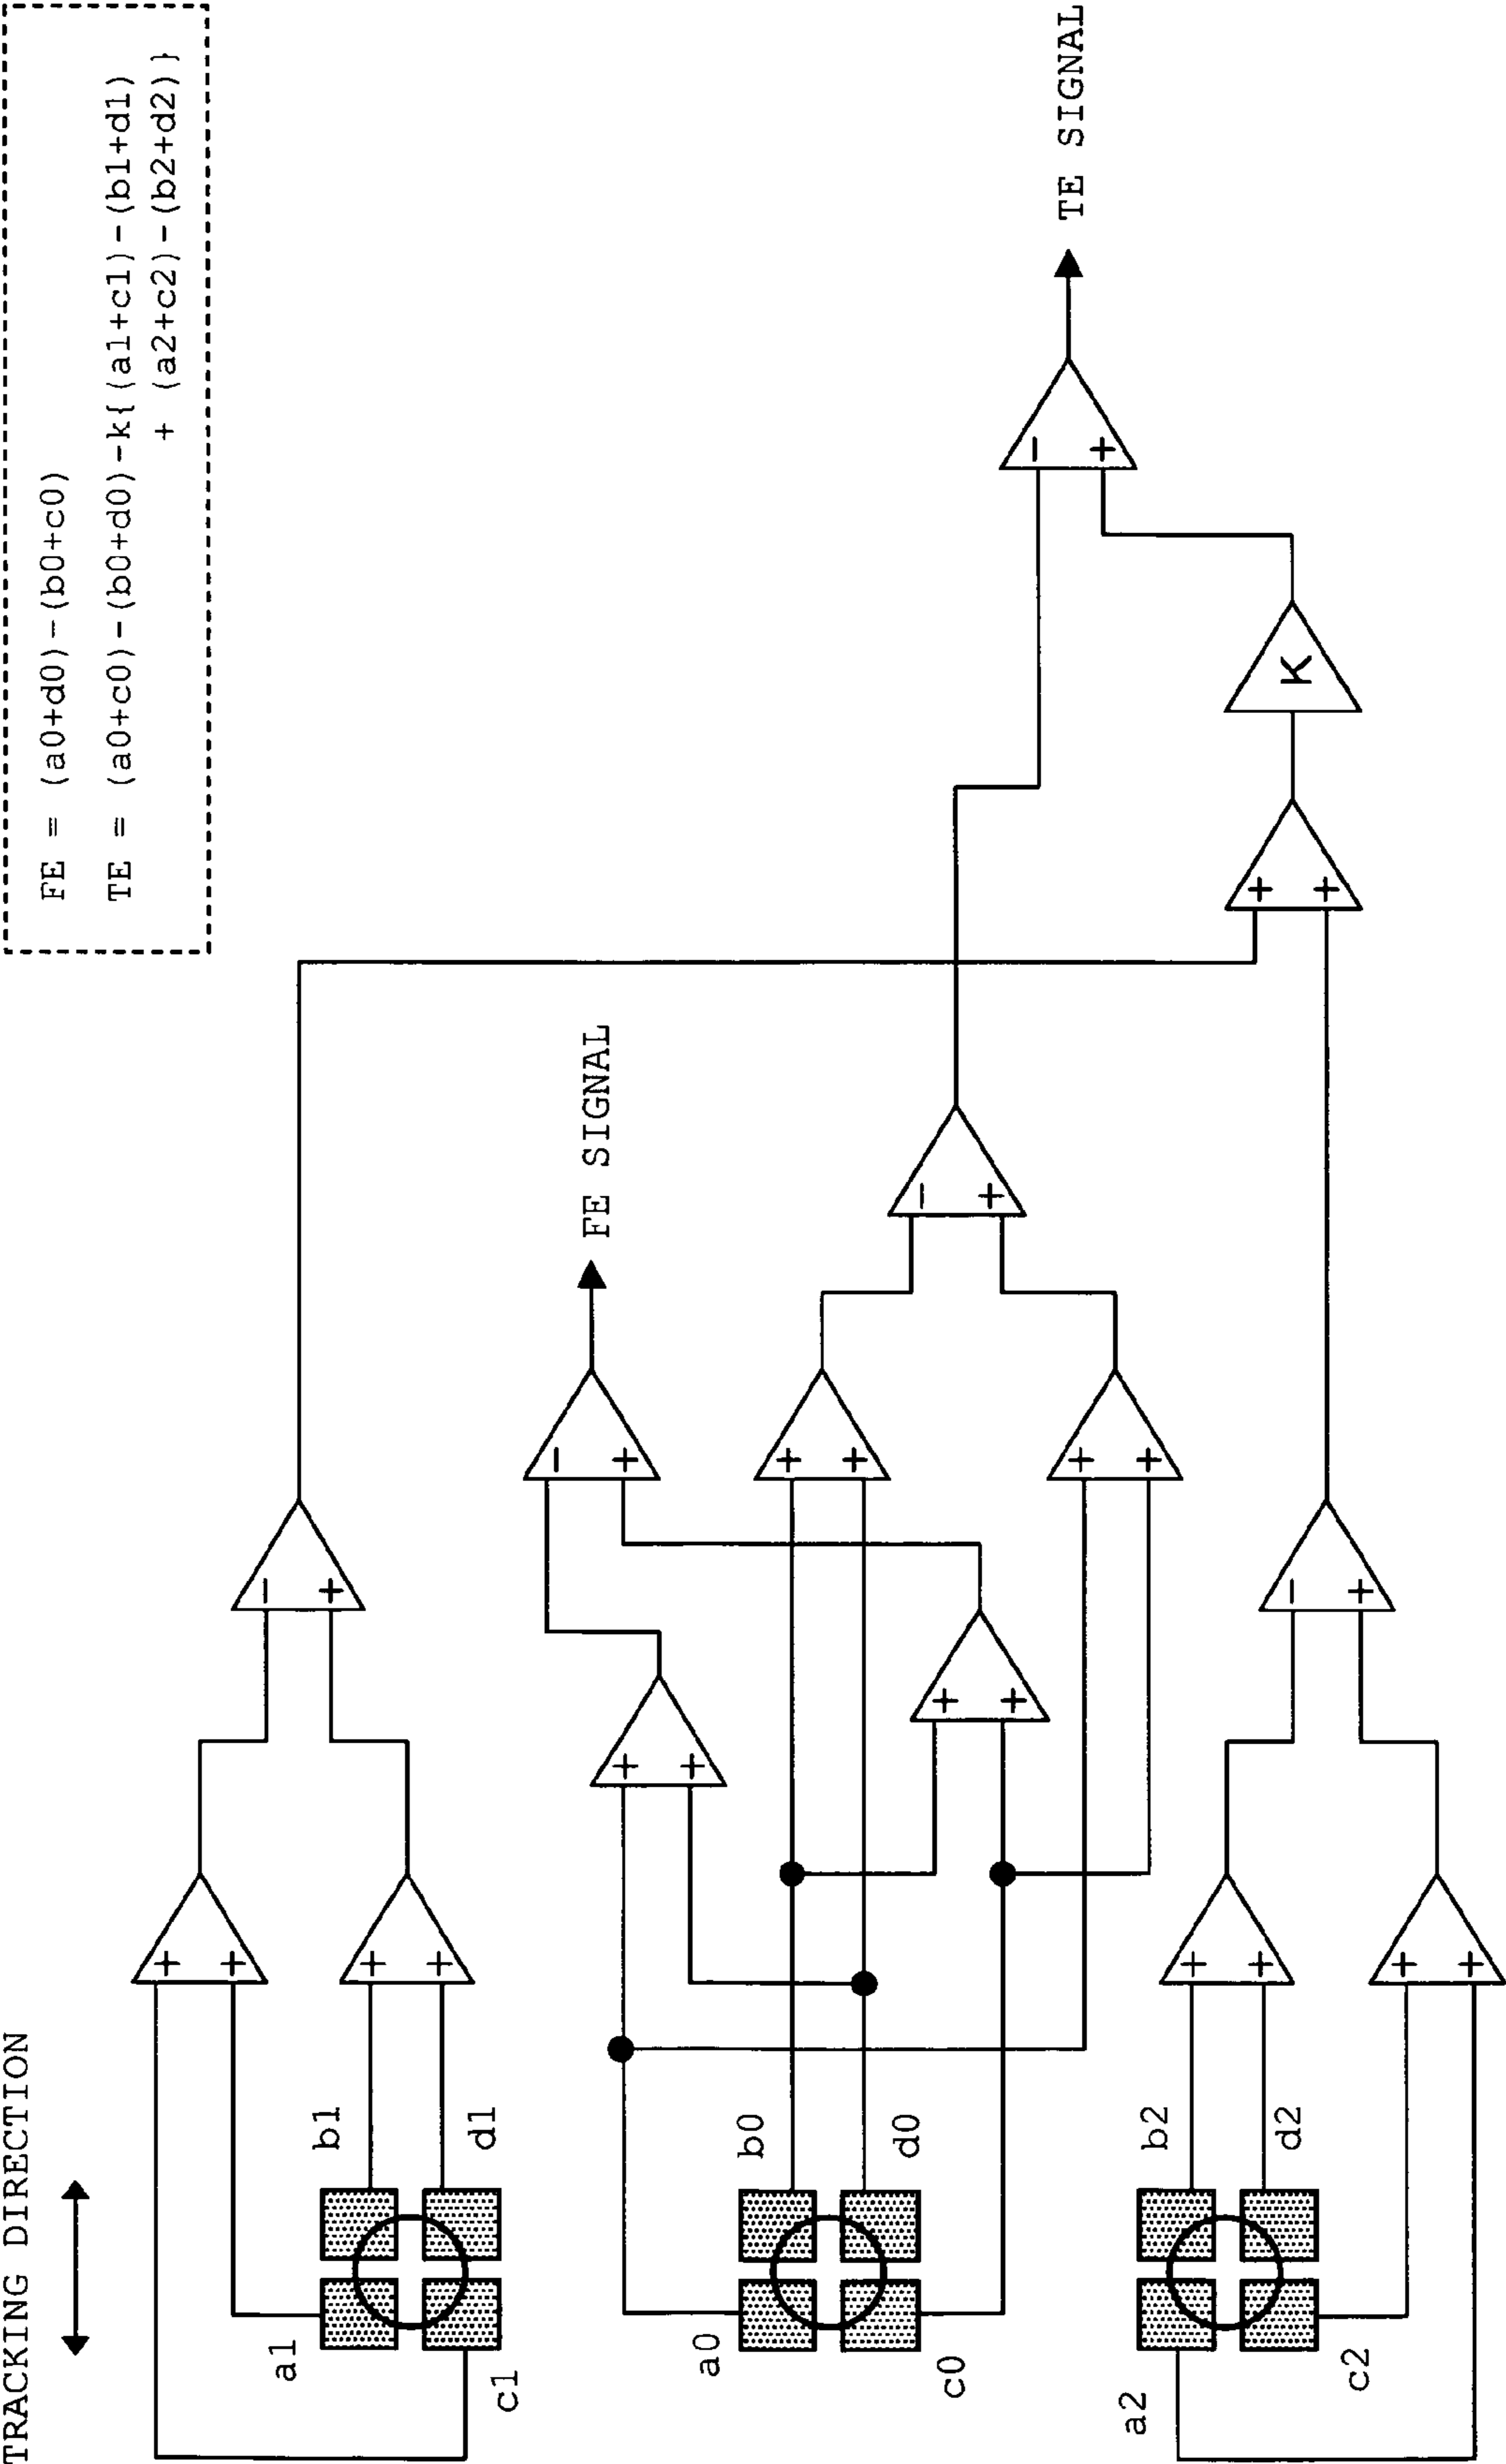 TRACKING DIRECTION
FE = (a0+d0)-(b0+c0)
TE = (a0+c0)-(b0+d0)-k{(a1+c1)-(b1+d1)
+ (a2+c2)-(b2+d2)}
a1
b1
c1
d1
+
+
+
+
-
+
a0
b0
c0
d0
+
+
+
+
-
+
FE SIGNAL
+
+
+
+
-
+
a2
b2
c2
d2
+
+
+
+
-
+
+
+
K
-
+
TE SIGNAL